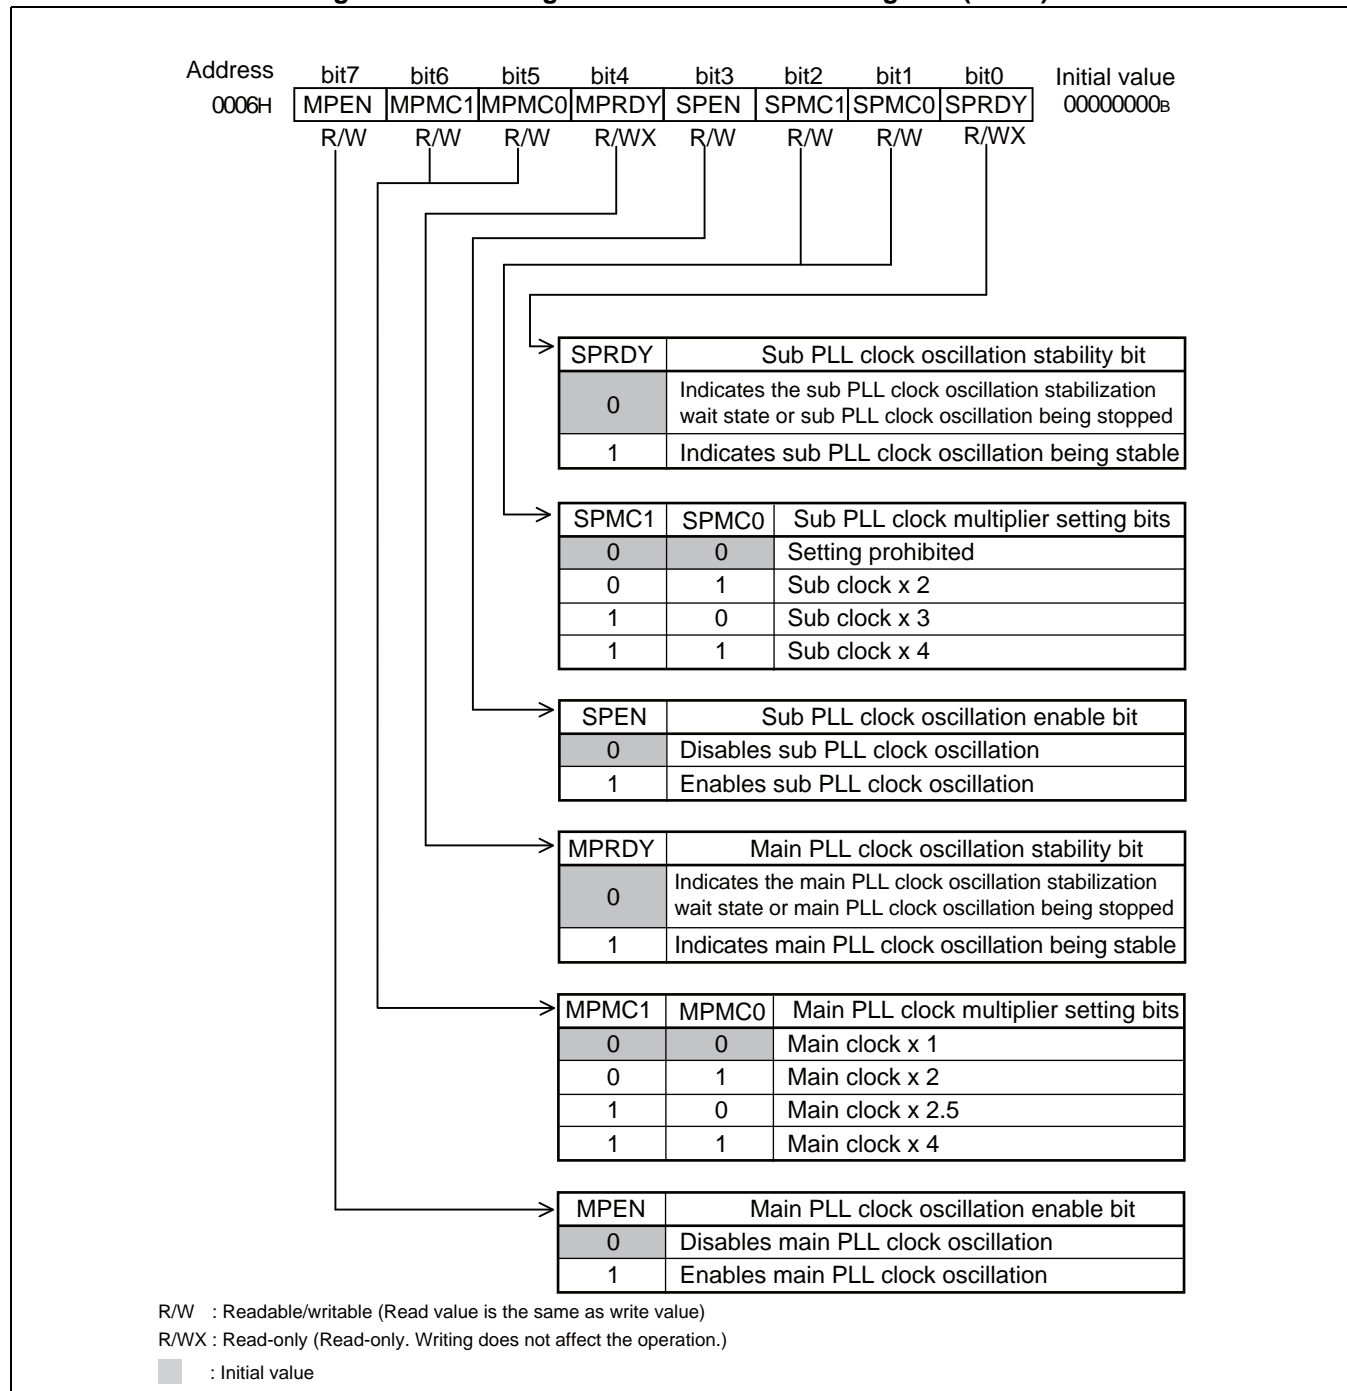 Address bit7 bit6 bit5 bit4 bit3 bit2 bit1 bit0 Initial value
0006H MPEN MPMC1 MPMC0 MPRDY SPEN SPMC1 SPMC0 SPRDY 00000000B
R/W R/W R/W R/WX R/W R/W R/W R/WX
SPRDY Sub PLL clock oscillation stability bit
0 Indicates the sub PLL clock oscillation stabilization
wait state or sub PLL clock oscillation being stopped
1 Indicates sub PLL clock oscillation being stable
SPMC1 SPMC0 Sub PLL clock multiplier setting bits
0 0 Setting prohibited
0 1 Sub clock x 2
1 0 Sub clock x 3
1 1 Sub clock x 4
SPEN Sub PLL clock oscillation enable bit
0 Disables sub PLL clock oscillation
1 Enables sub PLL clock oscillation
MPRDY Main PLL clock oscillation stability bit
0 Indicates the main PLL clock oscillation stabilization
wait state or main PLL clock oscillation being stopped
1 Indicates main PLL clock oscillation being stable
MPMC1 MPMC0 Main PLL clock multiplier setting bits
0 0 Main clock x 1
0 1 Main clock x 2
1 0 Main clock x 2.5
1 1 Main clock x 4
MPEN Main PLL clock oscillation enable bit
0 Disables main PLL clock oscillation
1 Enables main PLL clock oscillation
R/W : Readable/writable (Read value is the same as write value)
R/WX : Read-only (Read-only. Writing does not affect the operation.)
: Initial value